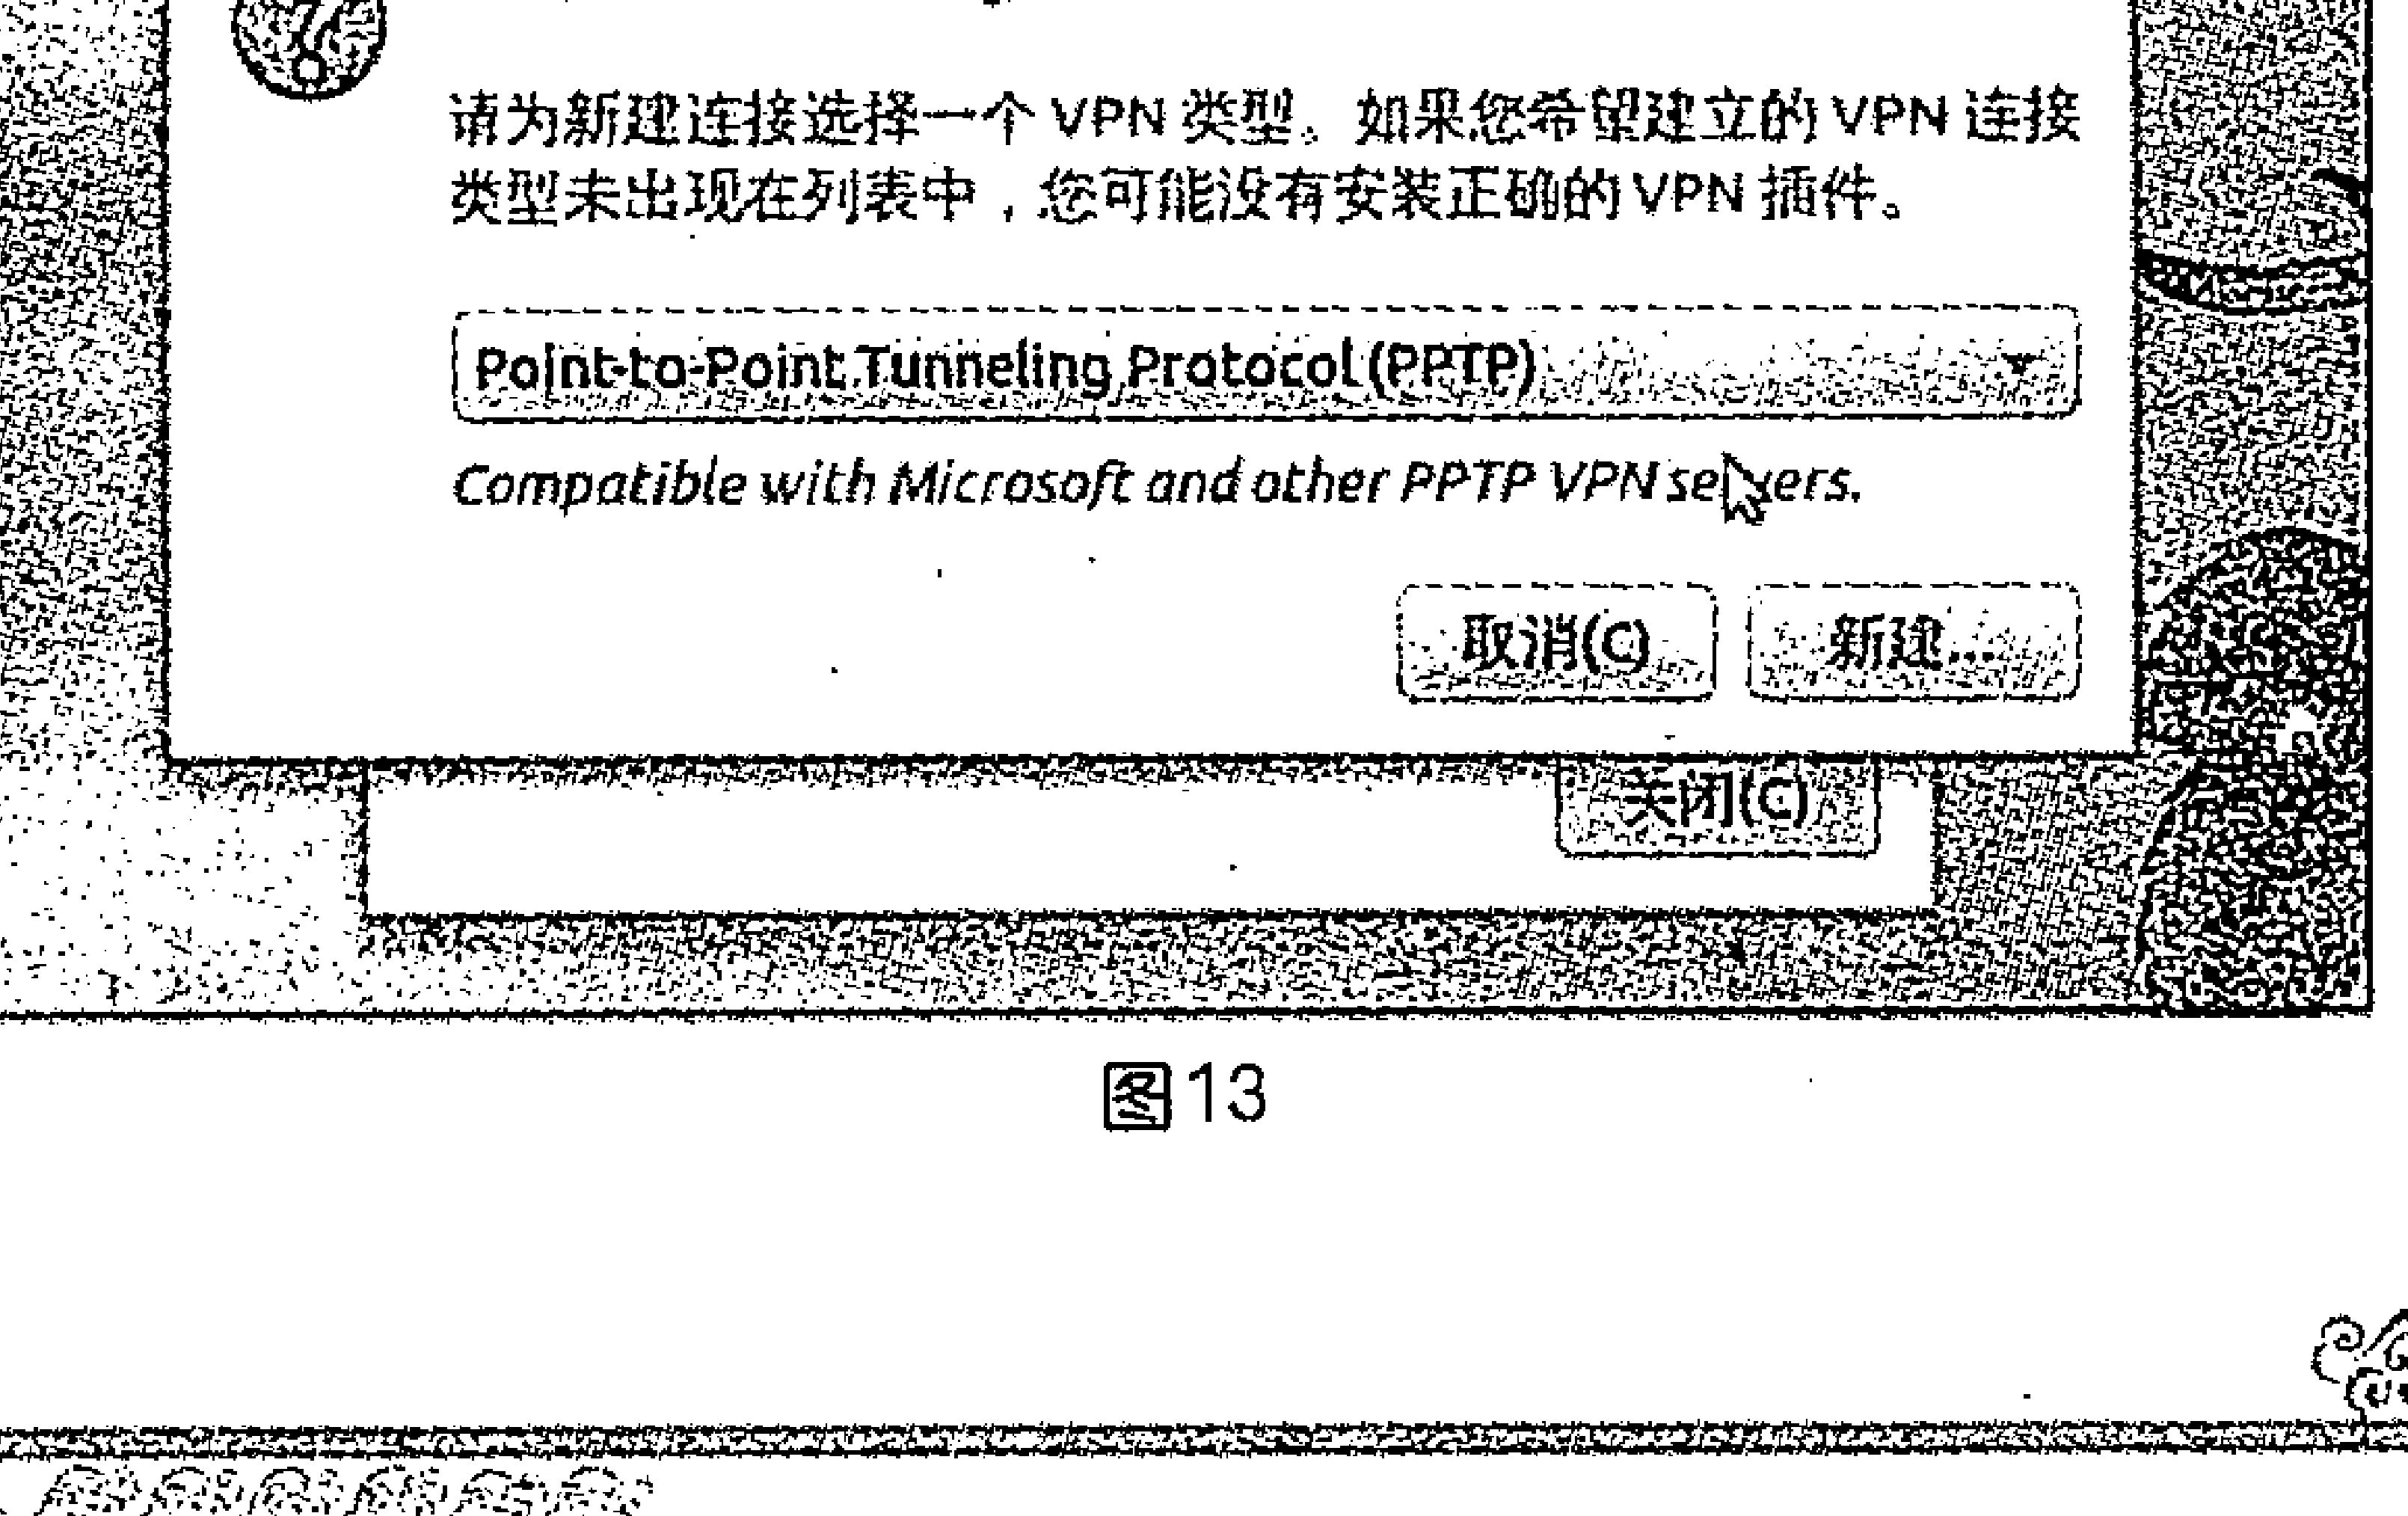 请为新建连接选择一个 VPN 类型。如果您希望建立的 VPN 连接
类型未出现在列表中，您可能没有安装正确的 VPN 插件。
Point-to-Point Tunneling Protocol (PPTP)
Compatible with Microsoft and other PPTP VPN servers.
取消(C) 新建...
关闭(C)
图13